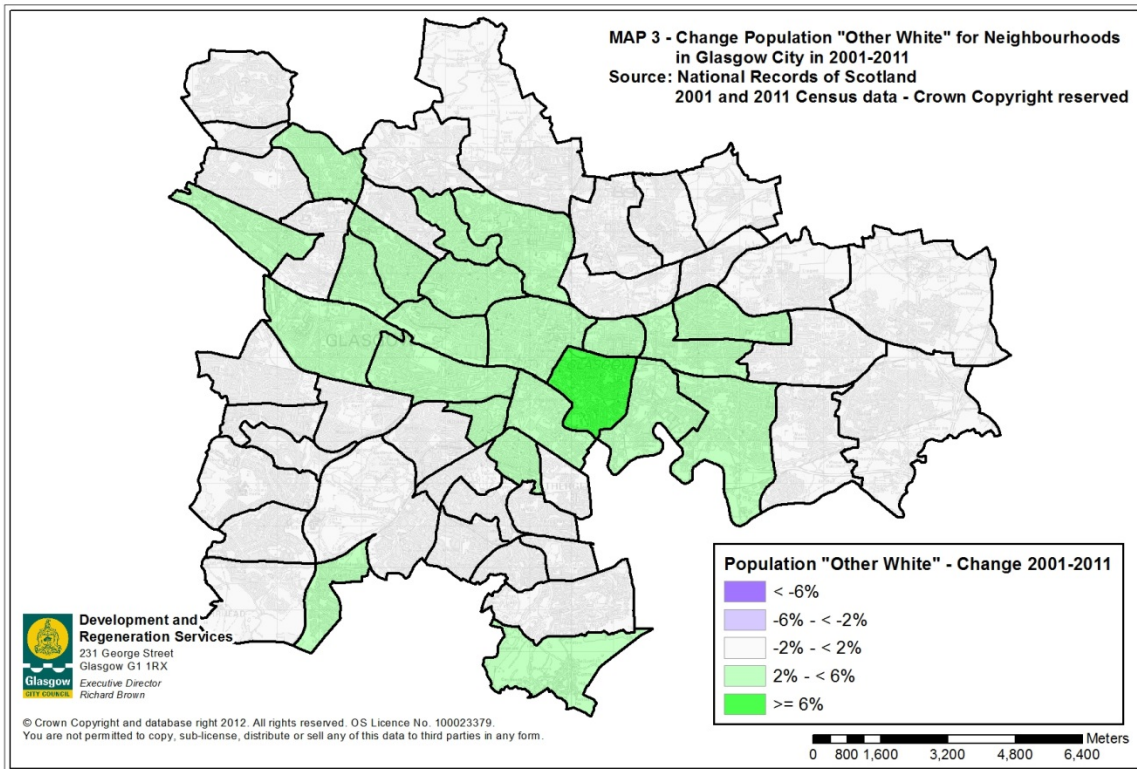 MAP 3 - Change Population "Other White" for Neighbourhoods
in Glasgow City in 2001-2011
Source: National Records of Scotland
2001 and 2011 Census data - Crown Copyright reserved
Population "Other White" - Change 2001-2011
< -6%
-6% - < -2%
-2% - < 2%
2% - < 6%
>= 6%
Development and
Regeneration Services
231 George Street
Glasgow G1 1RX
Executive Director
Richard Brown
Glasgow
CITY COUNCIL
© Crown Copyright and database right 2012. All rights reserved. OS Licence No. 100023379.
You are not permitted to copy, sub-license, distribute or sell any of this data to third parties in any form.
Meters
0 800 1,600 3,200 4,800 6,400